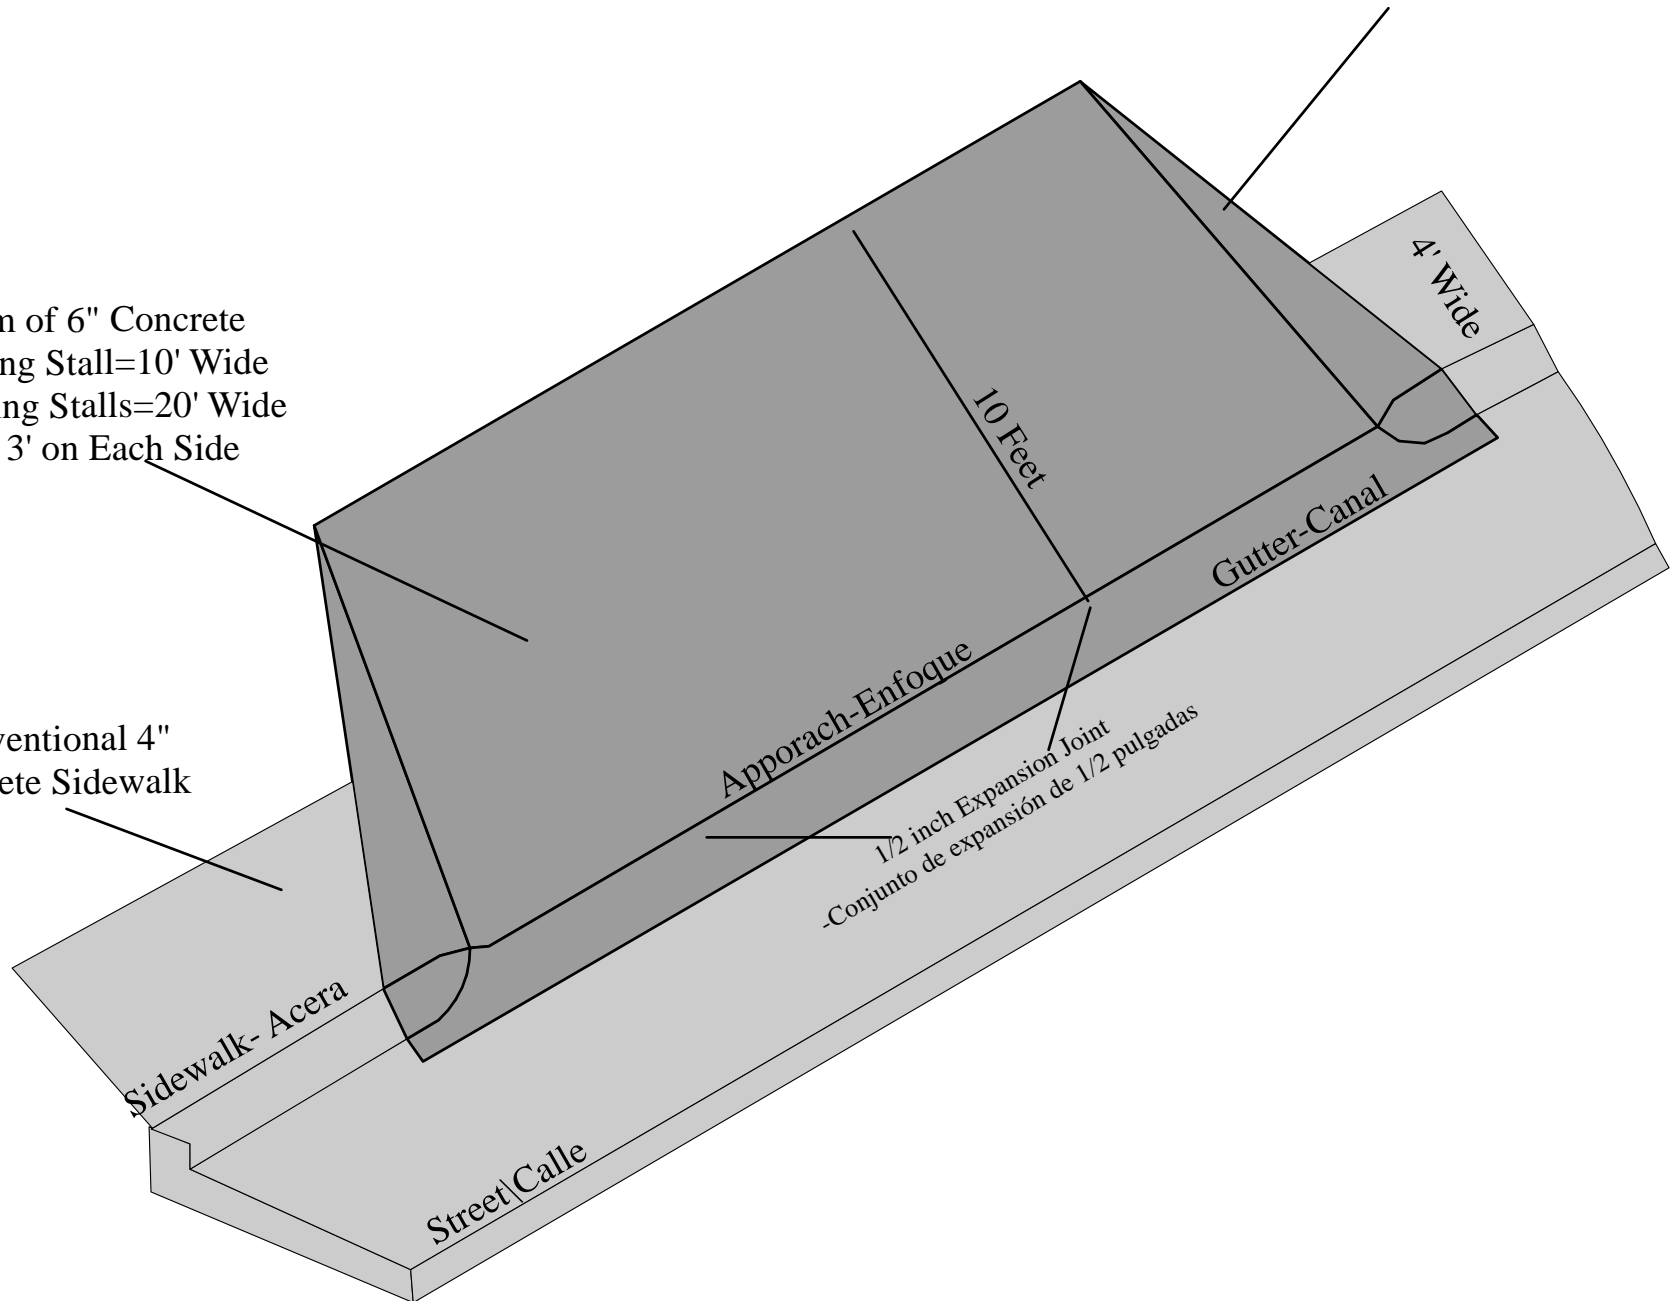 4' Wide
m of 6" Concrete
ng Stall=10' Wide
ing Stalls=20' Wide
3' on Each Side
10 Feet
Gutter-Canal
Apporach-Enfoque
1/2 inch Expansion Joint
-Conjunto de expansión de 1/2 pulgadas
ventional 4"
ete Sidewalk
Sidewalk- Acera
Street\Calle